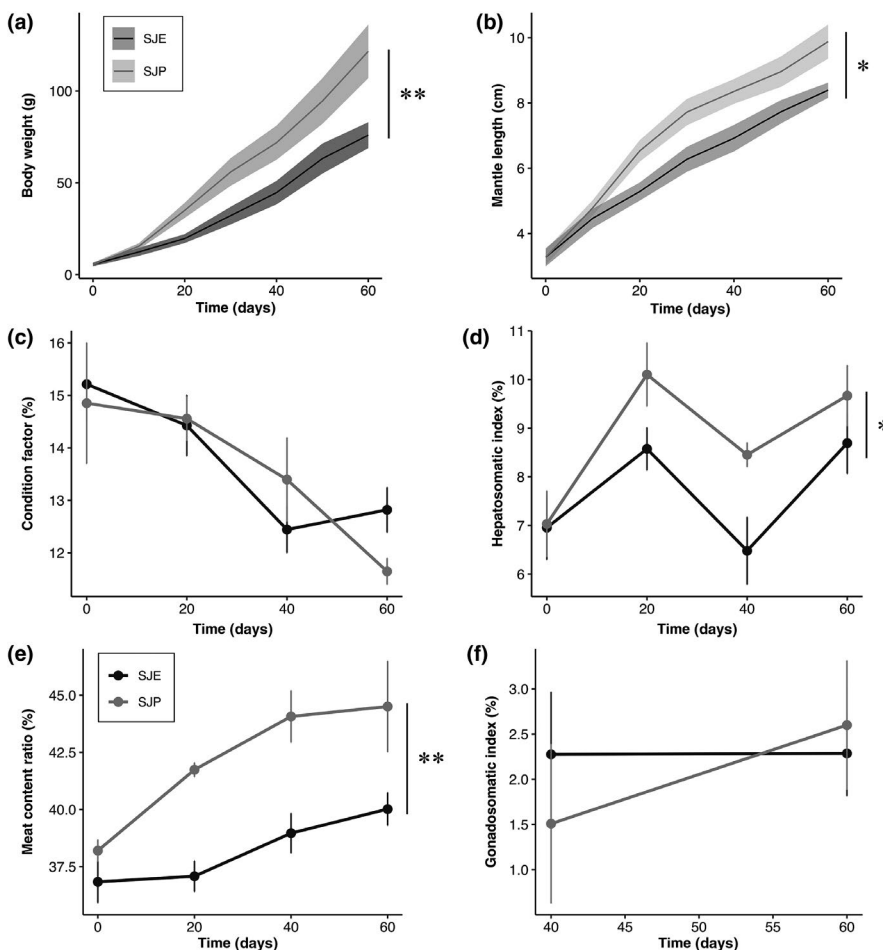 (a)
SJE
SJP
100
50
0
Body weight (g)
**
0 20 40 60
Time (days)
(b)
10
8
6
4
Mantle length (cm)
*
0 20 40 60
Time (days)
(c)
16
15
14
13
12
Condition factor (%)
0 20 40 60
Time (days)
(d)
11
10
9
8
7
6
Hepatosomatic index (%)
*
0 20 40 60
Time (days)
(e)
SJE
SJP
45.0
42.5
40.0
37.5
Meat content ratio (%)
**
0 20 40 60
Time (days)
(f)
3.0
2.5
2.0
1.5
1.0
Gonadosomatic index (%)
40 45 50 55 60
Time (days)